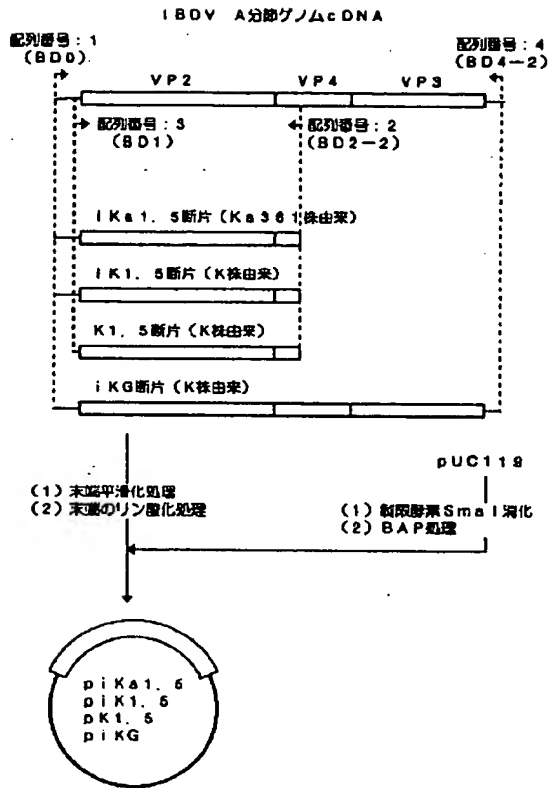 IBDV A分節ゲノムcDNA
配列番号:1
(BD0)
配列番号:4
(BD4-2)
VP2 VP4 VP3
配列番号:3
(BD1)
配列番号:2
(BD2-2)
iKa1.5断片(Ka361株由来)
iK1.5断片(K株由来)
K1.5断片(K株由来)
iKG断片(K株由来)
pUC119
(1)末端平滑化処理
(2)末端のリン酸化処理
(1)制限酵素SmaI消化
(2)BAP処理
piKa1.5
piK1.5
pK1.5
piKG